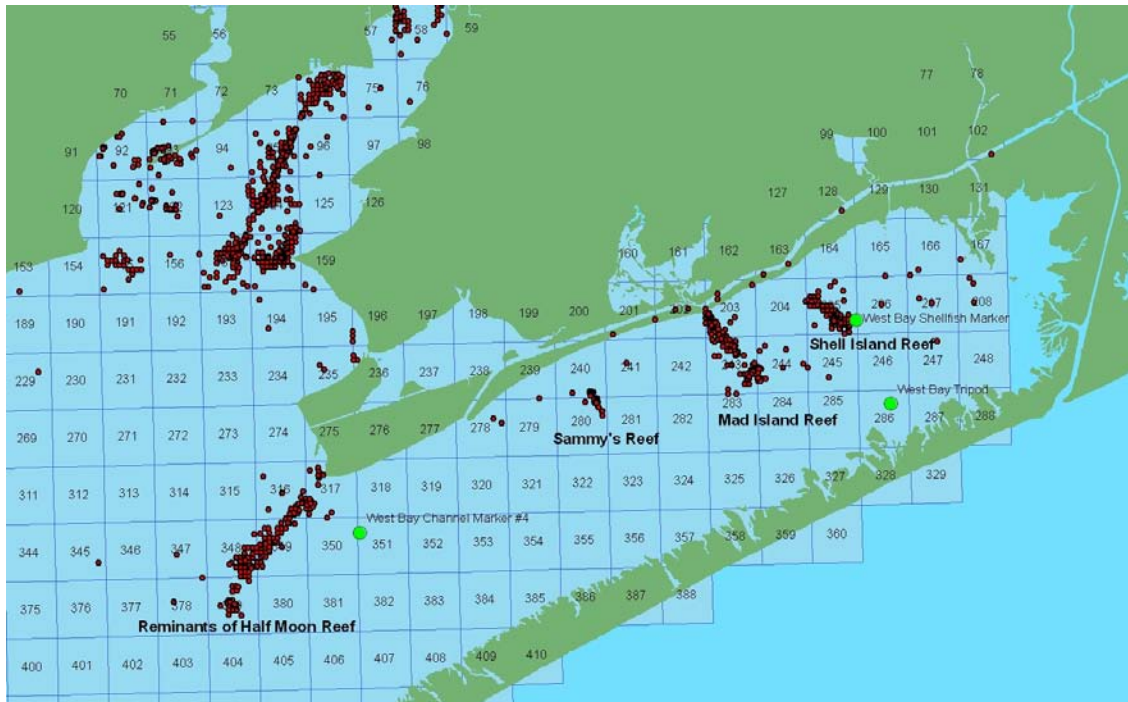 55 56 57 58 59
70 71 72 73 75 76 77 78
91 92 94 96 97 98 99 100 101 102
120 121 122 123 125 126 127 128 129 130 131
153 154 156 159 160 161 162 163 164 165 166 167
189 190 191 192 193 194 195 196 197 198 199 200 201 203 204 208
West Bay Shellfish Marker
Shell Island Reef
229 230 231 232 233 234 235 236 237 238 239 240 241 242 244 245 246 247 248
West Bay Tripod
269 270 271 272 273 274 275 276 277 278 279 280 281 282 283 284 285 286 287 288
Mad Island Reef
Sammy's Reef
311 312 313 314 315 316 317 318 319 320 321 322 323 324 325 326 327 328 329
West Bay Channel Marker #4
344 345 346 347 348 350 351 352 353 354 355 356 357 358 359 360
375 376 377 378 380 381 382 383 384 385 386 387 388
Reminants of Half Moon Reef
400 401 402 403 404 405 406 407 408 409 410